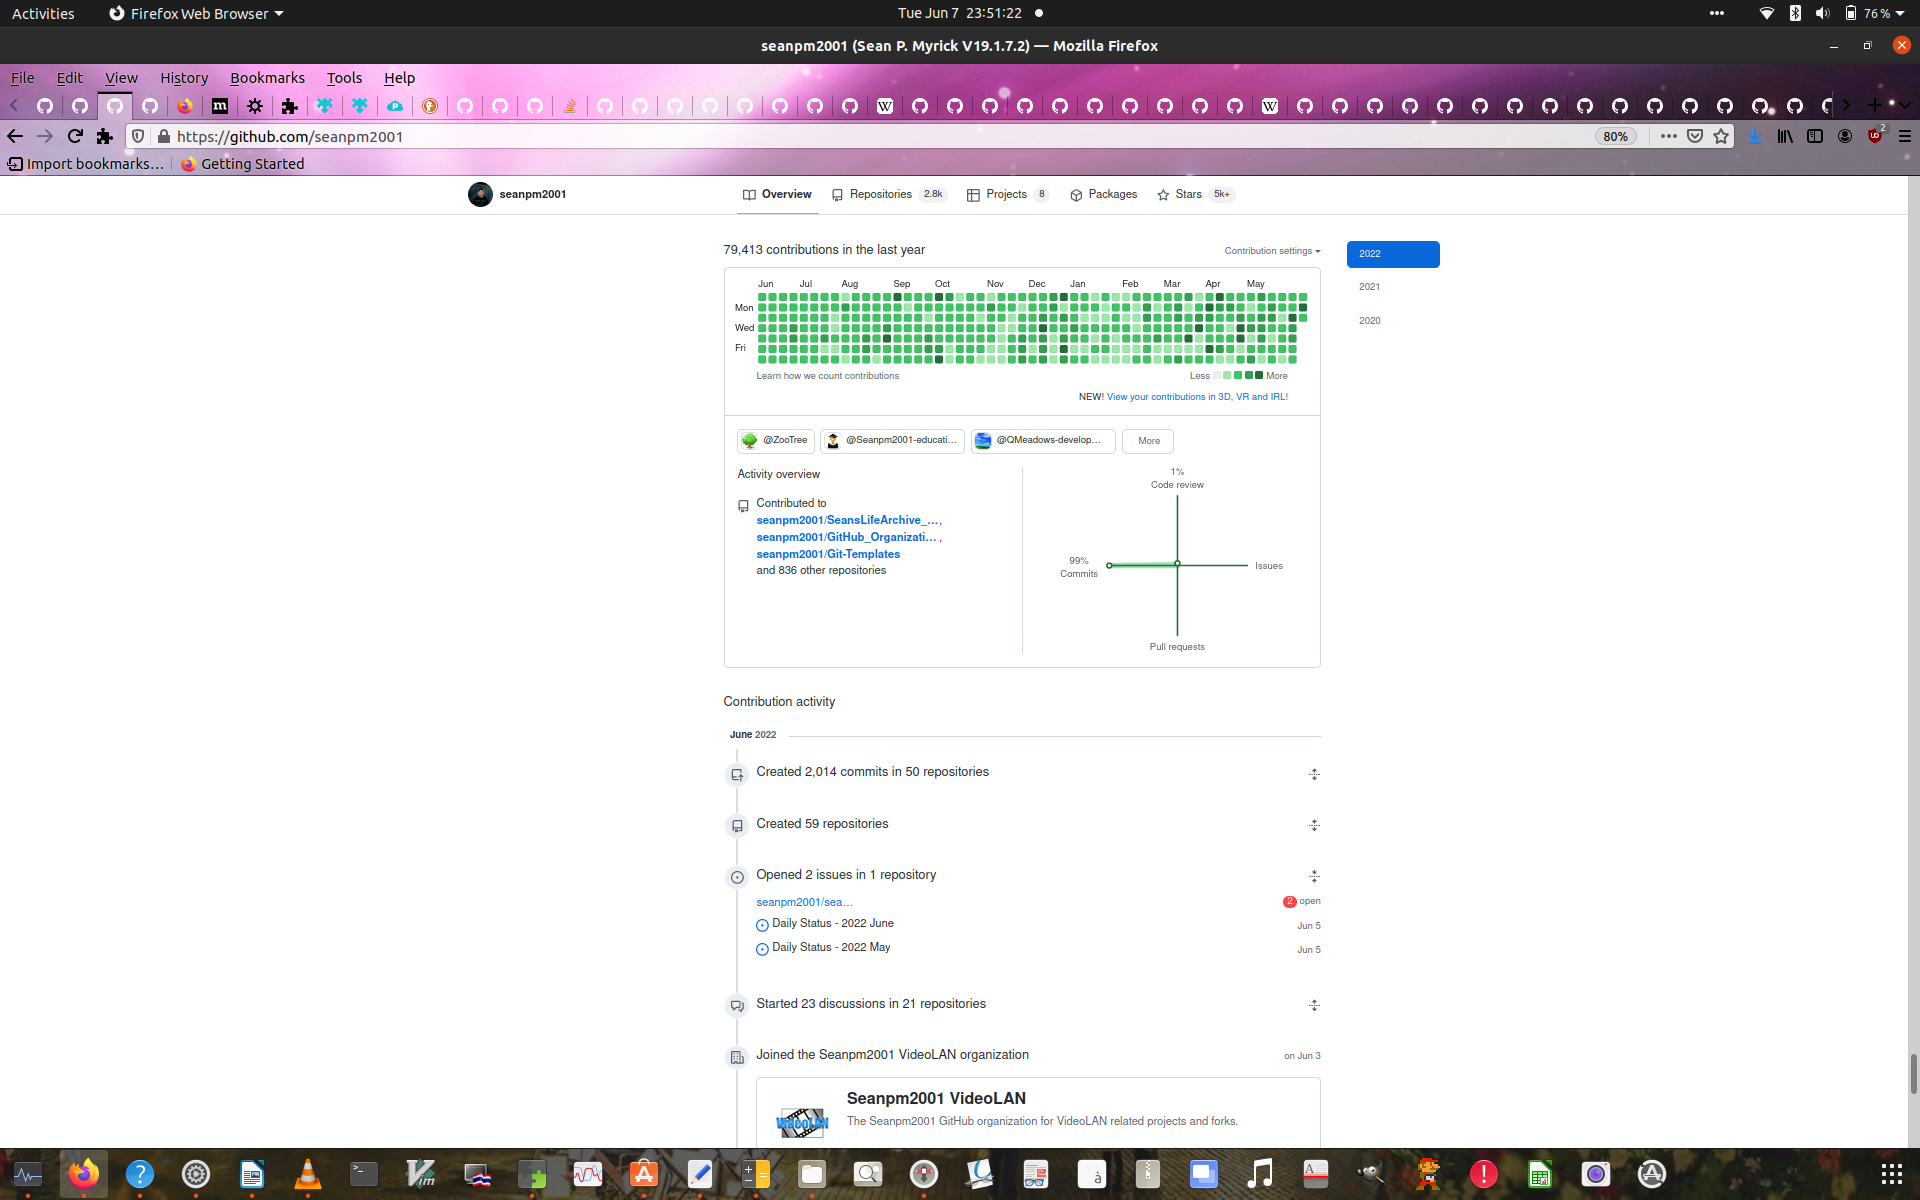 Activities
Firefox Web Browser
Tue Jun 7 23:51:22
76 %
seanpm2001 (Sean P. Myrick V19.1.7.2) — Mozilla Firefox
File Edit View History Bookmarks Tools Help
https://github.com/seanpm2001
80%
2
Import bookmarks…
Getting Started
seanpm2001
Overview
Repositories 2.8k
Projects 8
Packages
Stars 5k+
79,413 contributions in the last year
Contribution settings
2022
2021
2020
Jun Jul Aug Sep Oct Nov Dec Jan Feb Mar Apr May
Mon
Wed
Fri
Learn how we count contributions
Less
More
NEW! View your contributions in 3D, VR and IRL!
@ZooTree
@Seanpm2001-educati…
@QMeadows-develop…
More
Activity overview
Contributed to
seanpm2001/SeansLifeArchive_…,
seanpm2001/GitHub_Organizati… ,
seanpm2001/Git-Templates
and 836 other repositories
1%
Code review
99%
Commits
Issues
Pull requests
Contribution activity
June 2022
Created 2,014 commits in 50 repositories
Created 59 repositories
Opened 2 issues in 1 repository
seanpm2001/sea…
2 open
Daily Status - 2022 June
Jun 5
Daily Status - 2022 May
Jun 5
Started 23 discussions in 21 repositories
Joined the Seanpm2001 VideoLAN organization
on Jun 3
VideoLAN
Seanpm2001 VideoLAN
The Seanpm2001 GitHub organization for VideoLAN related projects and forks.